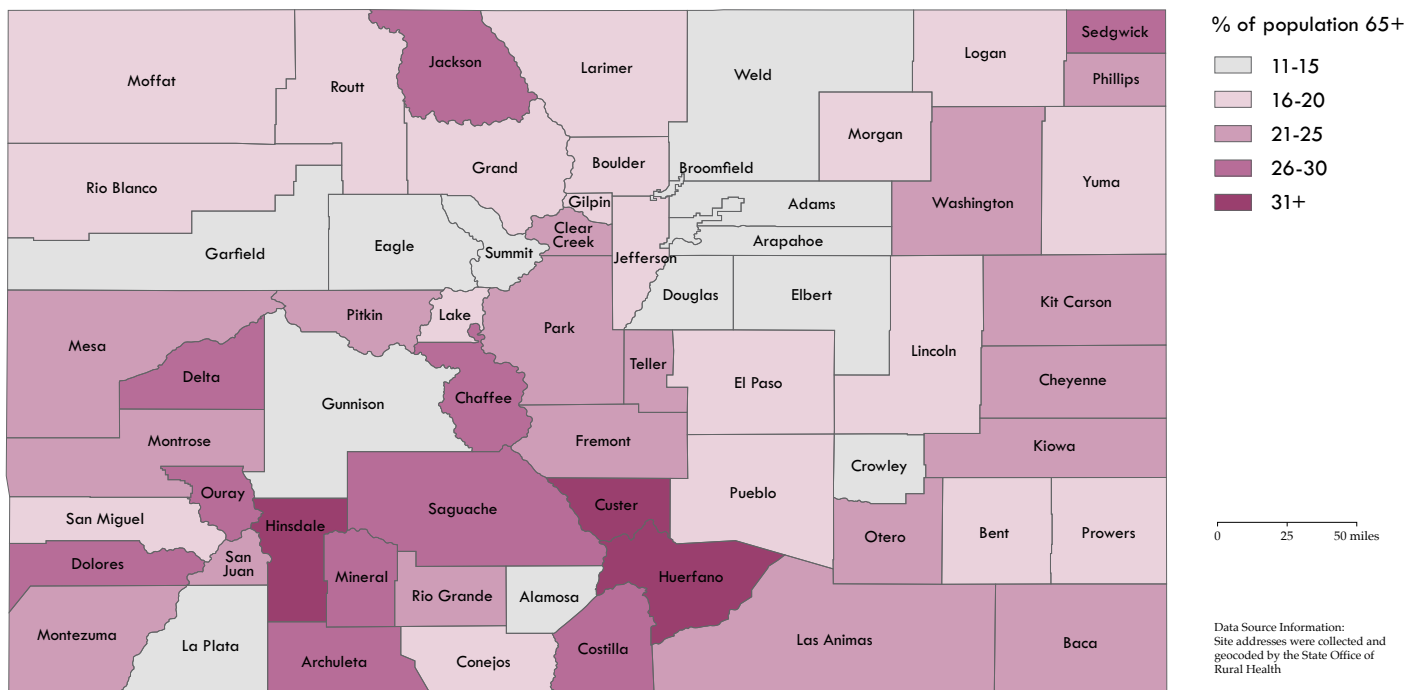 % of population 65+
11-15
16-20
21-25
26-30
31+
Moffat
Routt
Jackson
Larimer
Weld
Logan
Sedgwick
Phillips
Rio Blanco
Grand
Boulder
Broomfield
Morgan
Washington
Yuma
Gilpin
Adams
Garfield
Eagle
Summit
Clear
Creek
Jefferson
Arapahoe
Douglas
Elbert
Kit Carson
Mesa
Pitkin
Lake
Park
Teller
El Paso
Lincoln
Cheyenne
Delta
Gunnison
Chaffee
Montrose
Fremont
Kiowa
Crowley
Ouray
Pueblo
San Miguel
Hinsdale
Saguache
Custer
Otero
Bent
Prowers
Dolores
San
Juan
Mineral
Rio Grande
Alamosa
Huerfano
Montezuma
La Plata
Archuleta
Conejos
Costilla
Las Animas
Baca
0 25 50 miles
Data Source Information:
Site addresses were collected and
geocoded by the State Office of
Rural Health